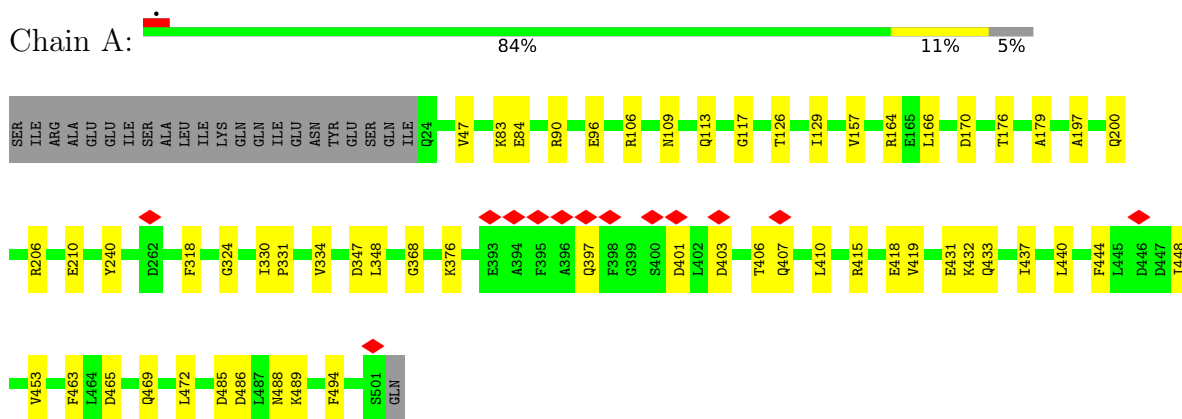 Chain A:
84% 11% 5%
SER ILE ARG ALA GLU GLU ILE SER ALA LEU ILE LYS GLN GLN ILE GLU ASN TYR GLU SER GLN ILE Q24 V47 K83 E84 R90 E96 R106 N109 Q113 G117 T126 I129 V157 R164 E165 L166 D170 T176 A179 A197 Q200
R206 E210 Y240 D262 F318 G324 I330 P331 V334 D347 L348 G368 K376 E393 A394 F395 A396 Q397 F398 G399 S400 D401 L402 D403 T406 Q407 L410 R415 E418 V419 E431 K432 Q433 I437 L440 F444 L445 D446 D447 I448
V453 F463 L464 D465 Q469 L472 D485 D486 L487 N488 K489 F494 S501 GLN